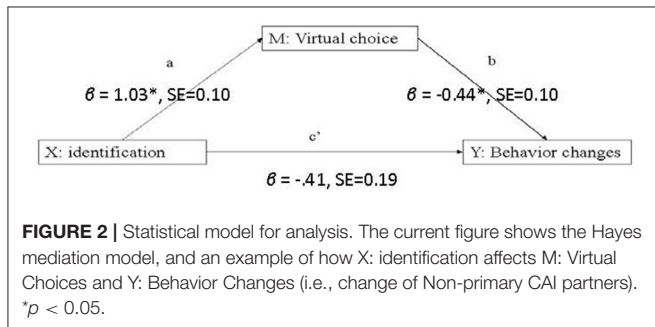 M: Virtual choice
a
b
β = 1.03*, SE=0.10
β = -0.44*, SE=0.10
X: identification
c'
Y: Behavior changes
β = -.41, SE=0.19
FIGURE 2 | Statistical model for analysis. The current figure shows the Hayes
mediation model, and an example of how X: identification affects M: Virtual
Choices and Y: Behavior Changes (i.e., change of Non-primary CAI partners).
*p < 0.05.